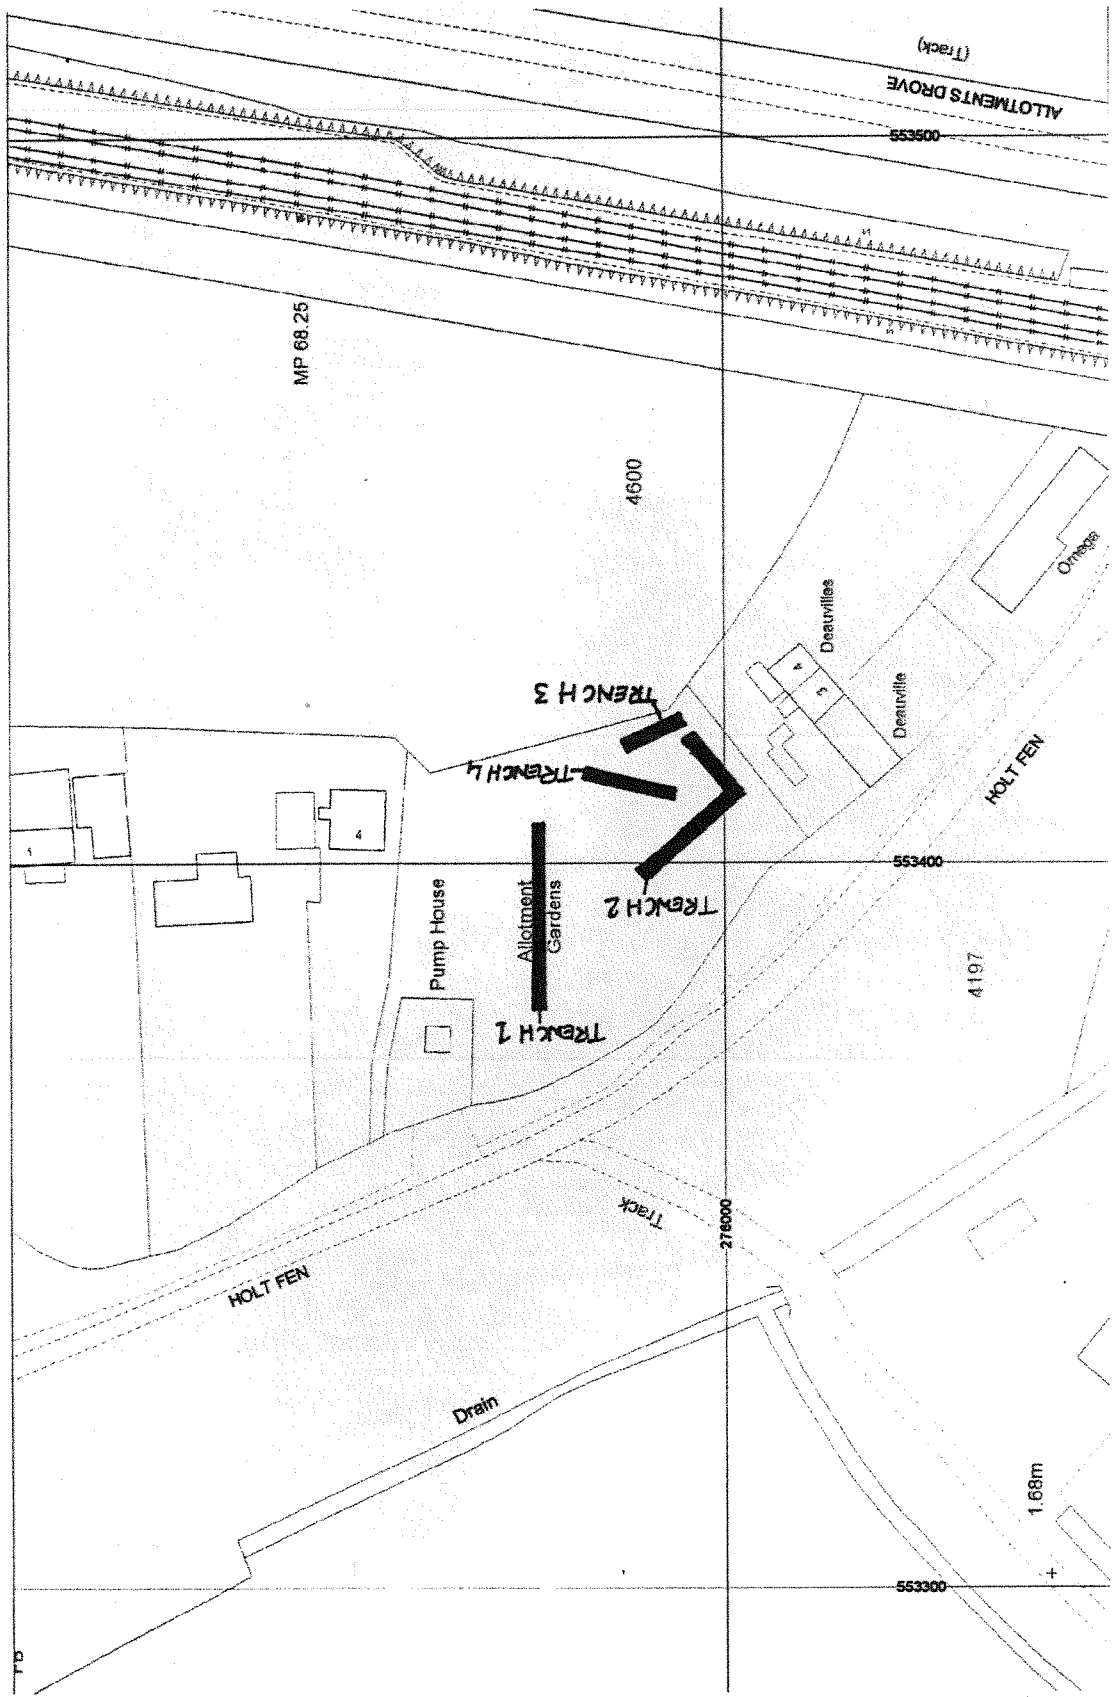 (Track)
ALLOTMENTS DROVE
553500
MP 68.25
4600
TRENCH 3
TRENCH 4
Deauvilles
4
3
Deauville
Omega
HOLT FEN
1
4
553400
Pump House
Allotment
Gardens
TRENCH 2
TRENCH 1
4197
Track
276000
HOLT FEN
Drain
1.68m
553300